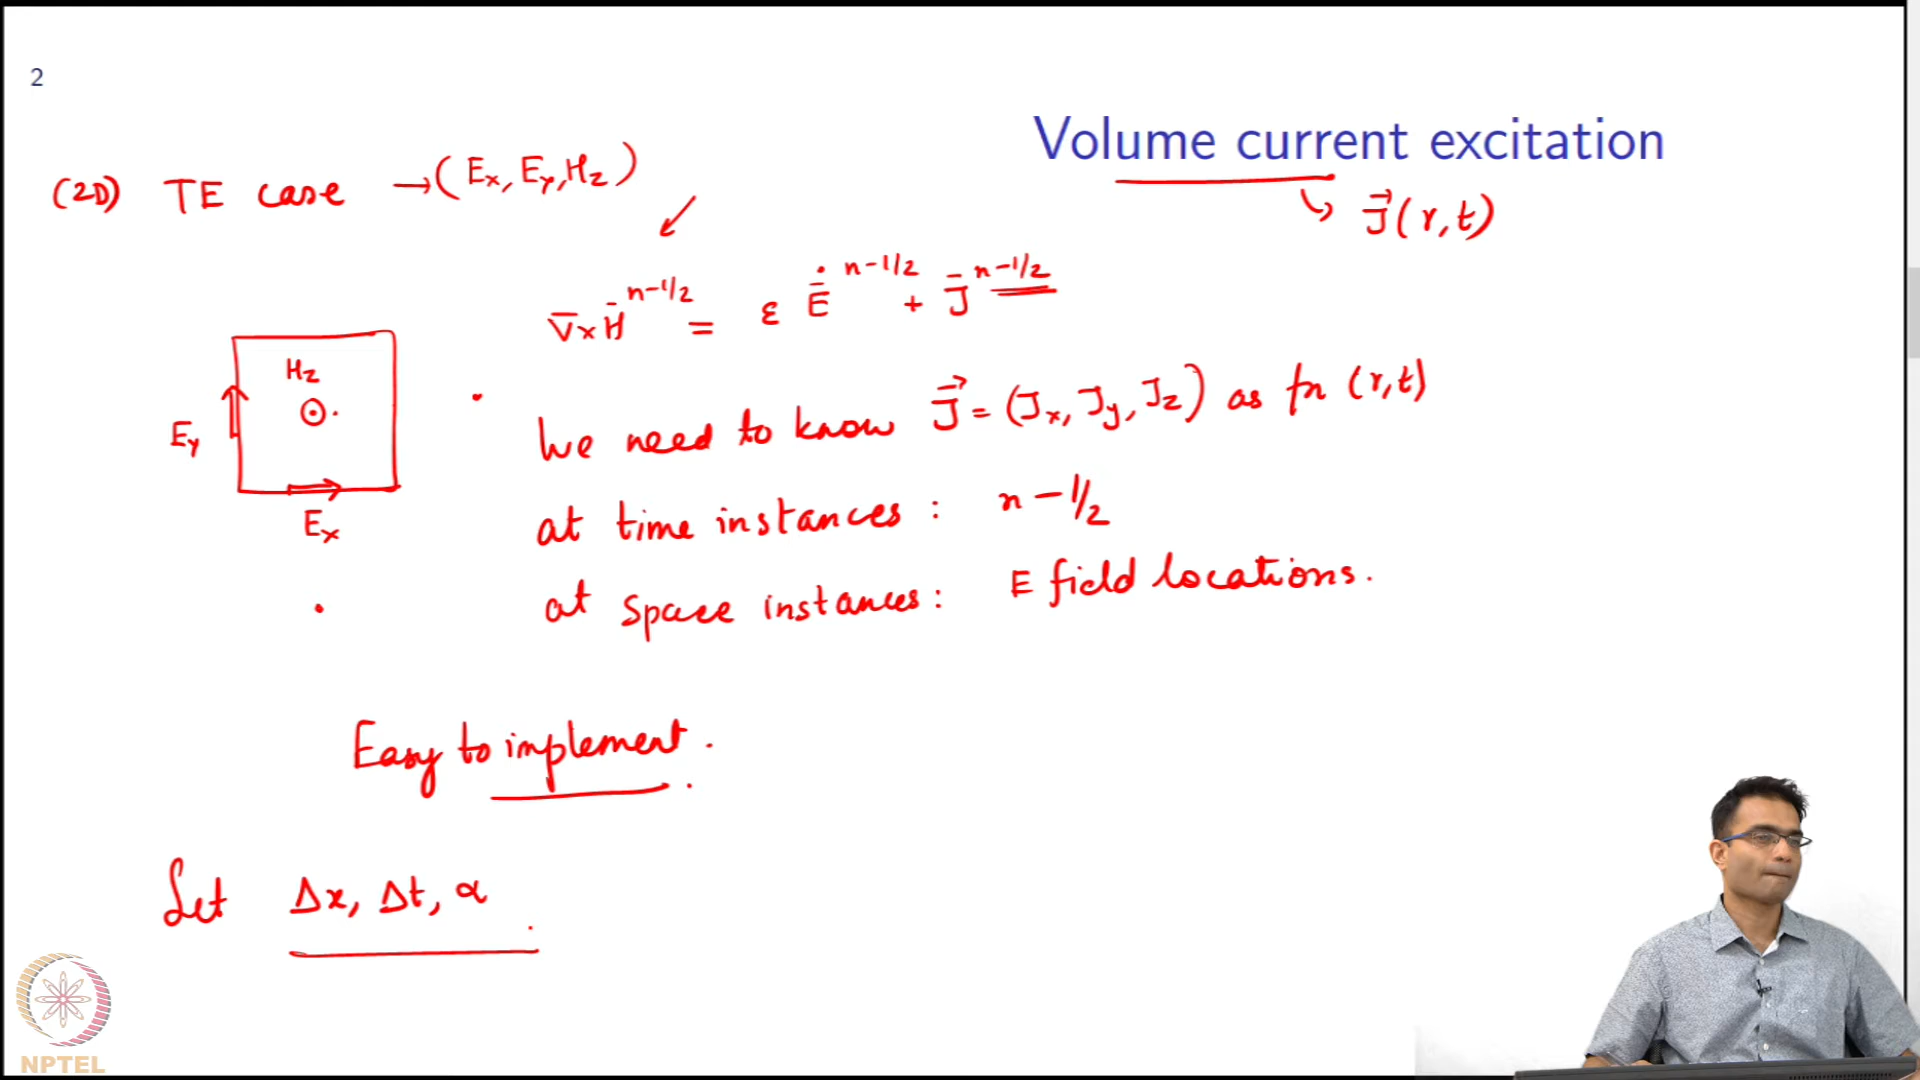 2
Volume current excitation
(2D) TE case → (Ex, Ey, Hz)
↳ J⃗(r,t)
∇̄×H̄ⁿ⁻¹/² = ε Ė̄ⁿ⁻¹/² + J̄ⁿ⁻¹/²
Hz
Ey
Ex
We need to know J⃗ = (Jx, Jy, Jz) as fn (r,t)
at time instances : n − 1/2
at space instances : E field locations.
Easy to implement.
Let Δx, Δt, α
NPTEL